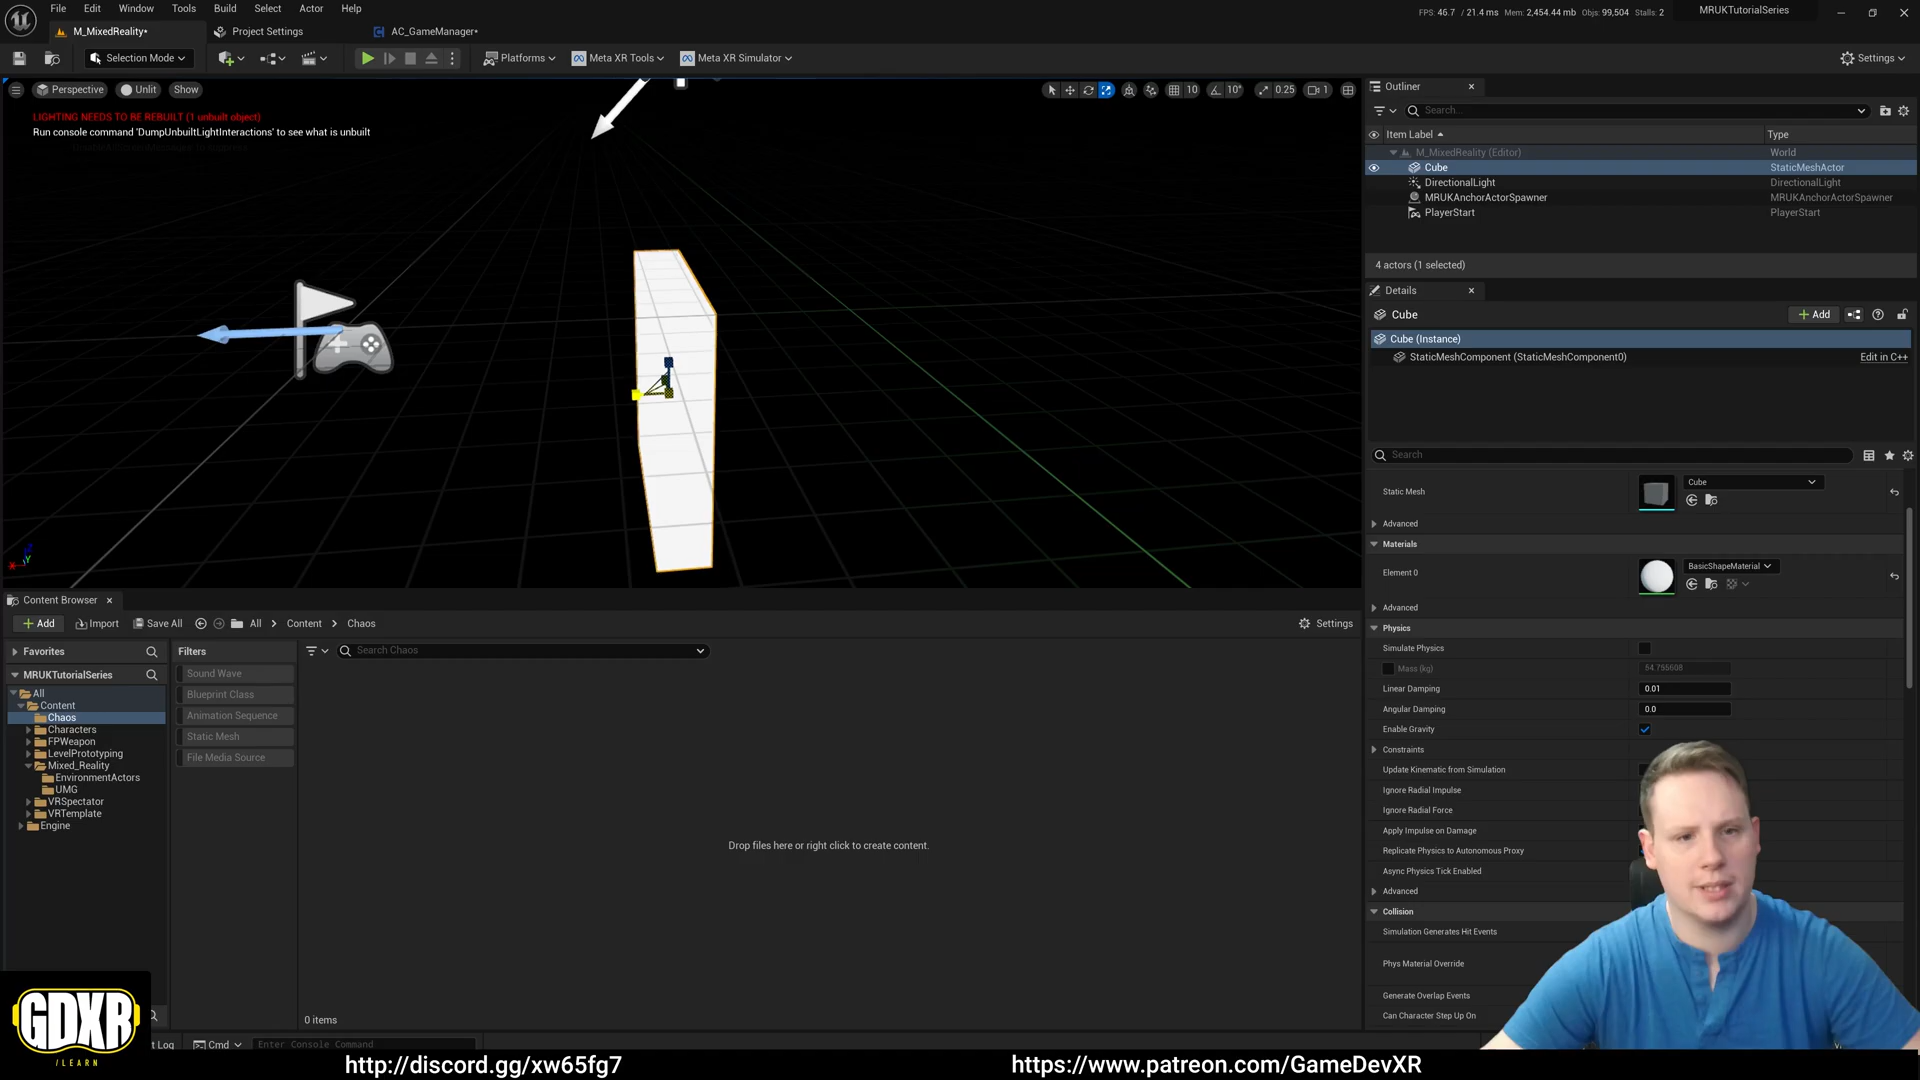 File Edit Window Tools Build Select Actor Help
FPS: 46.7 / 21.4 ms Mem: 2,454.44 mb Objs: 99,504 Stalls: 2
MRUKTutorialSeries
M_MixedReality*
Project Settings
AC_GameManager*
Selection Mode
Platforms
Meta XR Tools
Meta XR Simulator
Settings
Perspective
Unlit
Show
10
10°
0.25
1
LIGHTING NEEDS TO BE REBUILT (1 unbuilt object)
Run console command 'DumpUnbuiltLightInteractions' to see what is unbuilt
Outliner
Search...
Item Label
Type
M_MixedReality (Editor)
World
Cube
StaticMeshActor
DirectionalLight
DirectionalLight
MRUKAnchorActorSpawner
MRUKAnchorActorSpawner
PlayerStart
PlayerStart
4 actors (1 selected)
Details
Cube
Add
Cube (Instance)
StaticMeshComponent (StaticMeshComponent0)
Edit in C++
Search
Static Mesh
Cube
Advanced
Materials
Element 0
BasicShapeMaterial
Advanced
Physics
Simulate Physics
Mass (kg)
54.795608
Linear Damping
0.01
Angular Damping
0.0
Enable Gravity
Constraints
Update Kinematic from Simulation
Ignore Radial Impulse
Ignore Radial Force
Apply Impulse on Damage
Replicate Physics to Autonomous Proxy
Async Physics Tick Enabled
Advanced
Collision
Simulation Generates Hit Events
Phys Material Override
Generate Overlap Events
Can Character Step Up On
Content Browser
Add
Import
Save All
All
Content
Chaos
Settings
Favorites
MRUKTutorialSeries
All
Content
Chaos
Characters
FPWeapon
LevelPrototyping
Mixed_Reality
EnvironmentActors
UMG
VRSpectator
VRTemplate
Engine
Filters
Sound Wave
Blueprint Class
Animation Sequence
Static Mesh
File Media Source
Search Chaos
Drop files here or right click to create content.
0 items
Log
Cmd
Enter Console Command
GDXR
/LEARN
http://discord.gg/xw65fg7
https://www.patreon.com/GameDevXR